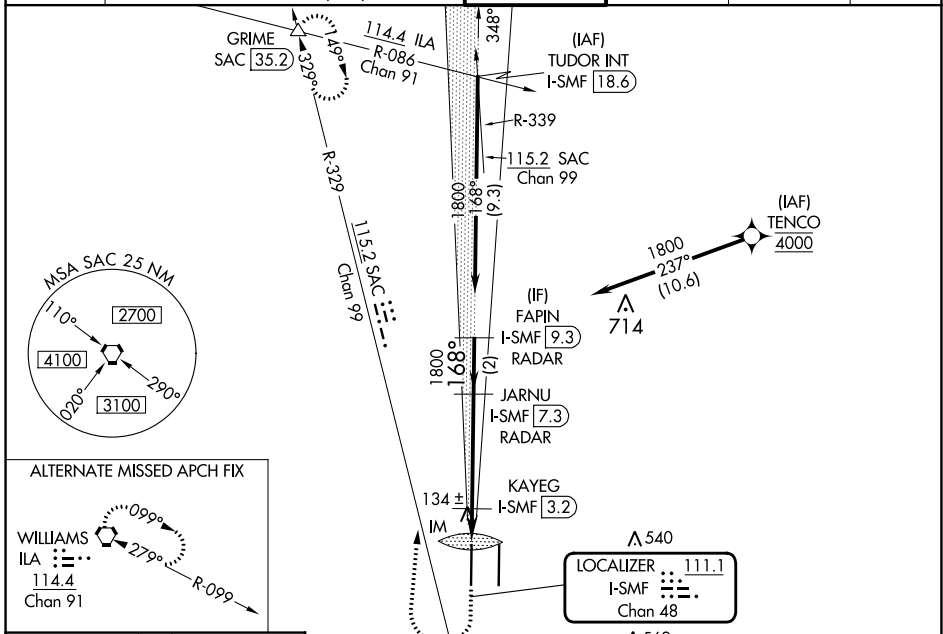 GRIME
SAC 35.2
149°
329°
114.4 ILA
R-086
Chan 91
348°
(IAF)
TUDOR INT
I-SMF 18.6
R-339
115.2 SAC
Chan 99
1800
168°
(9.3)
R-329
115.2 SAC
Chan 99
(IAF)
TENCO
4000
1800
237°
(10.6)
714
MSA SAC 25 NM
110°
2700
4100
290°
020°
3100
(IF)
FAPIN
I-SMF 9.3
RADAR
1800
168°
(2)
JARNU
I-SMF 7.3
RADAR
KAYEG
I-SMF 3.2
134 ±
IM
ALTERNATE MISSED APCH FIX
WILLIAMS
ILA
114.4
Chan 91
099°
279°
R-099
540
LOCALIZER 111.1
I-SMF
Chan 48